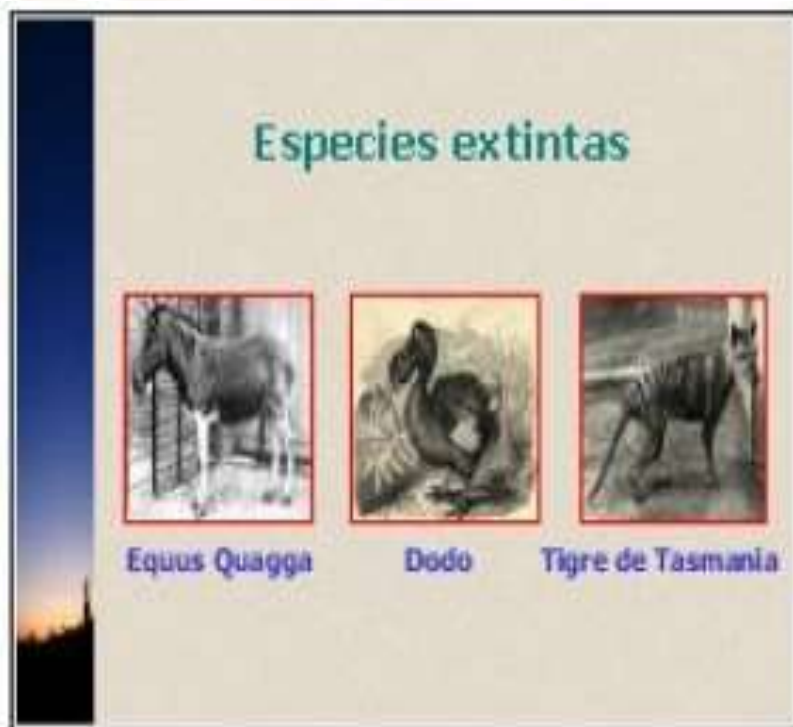 Especies extintas
Equus Quagga
Dodo
Tigre de Tasmania